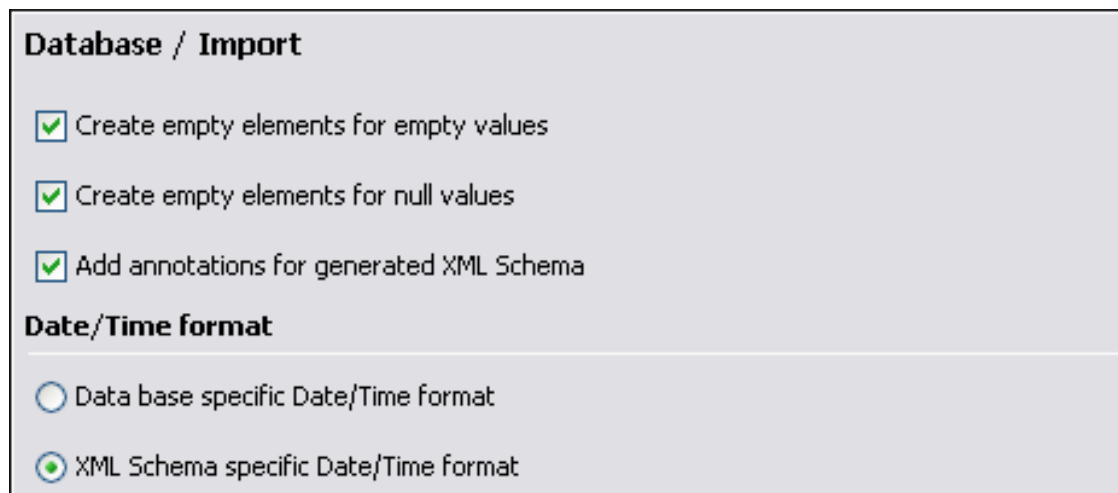 Database / Import
Create empty elements for empty values
Create empty elements for null values
Add annotations for generated XML Schema
Date/Time format
Data base specific Date/Time format
XML Schema specific Date/Time format